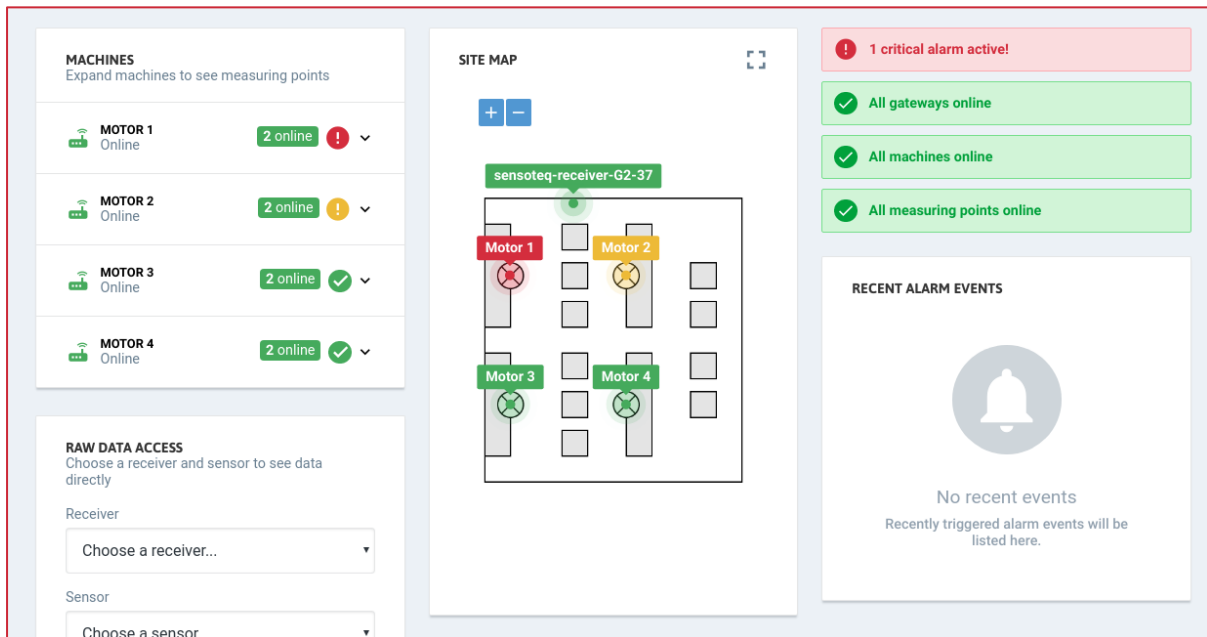 MACHINES
Expand machines to see measuring points
MOTOR 1
Online
2 online
MOTOR 2
Online
2 online
MOTOR 3
Online
2 online
MOTOR 4
Online
2 online
RAW DATA ACCESS
Choose a receiver and sensor to see data
directly
Receiver
Choose a receiver...
Sensor
Choose a sensor
SITE MAP
sensoteq-receiver-G2-37
Motor 1
Motor 2
Motor 3
Motor 4
1 critical alarm active!
All gateways online
All machines online
All measuring points online
RECENT ALARM EVENTS
No recent events
Recently triggered alarm events will be
listed here.